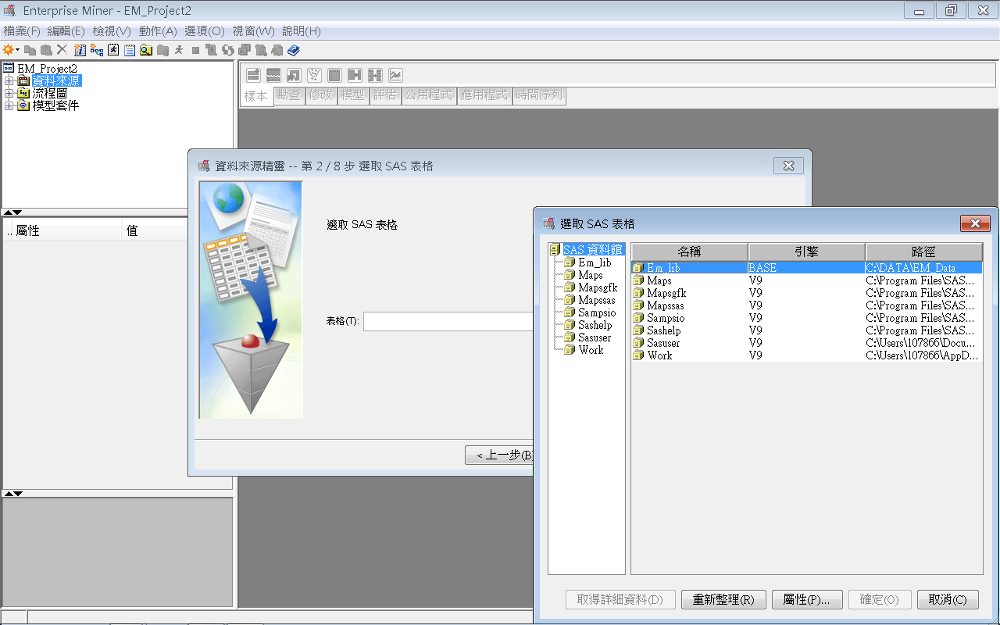 Enterprise Miner - EM_Project2
檔案(F) 編輯(E) 檢視(V) 動作(A) 選項(O) 視窗(W) 說明(H)
EM_Project2
資料來源
流程圖
模型套件
樣本 勘查 修改 模型 評估 公用程式 應用程式 時間序列
.. 屬性 值
資料來源精靈 -- 第 2 / 8 步 選取 SAS 表格
選取 SAS 表格
表格(T):
< 上一步(B)
選取 SAS 表格
SAS 資料館
Em_lib
Maps
Mapsgfk
Mapssas
Sampsio
Sashelp
Sasuser
Work
名稱 引擎 路徑
Em_lib BASE C:\DATA\EM_Data
Maps V9 C:\Program Files\SAS...
Mapsgfk V9 C:\Program Files\SAS...
Mapssas V9 C:\Program Files\SAS...
Sampsio V9 C:\Program Files\SAS...
Sashelp V9 C:\Program Files\SAS...
Sasuser V9 C:\Users\107866\Docu...
Work V9 C:\Users\107866\AppD...
取得詳細資料(D) 重新整理(R) 屬性(P)... 確定(O) 取消(C)